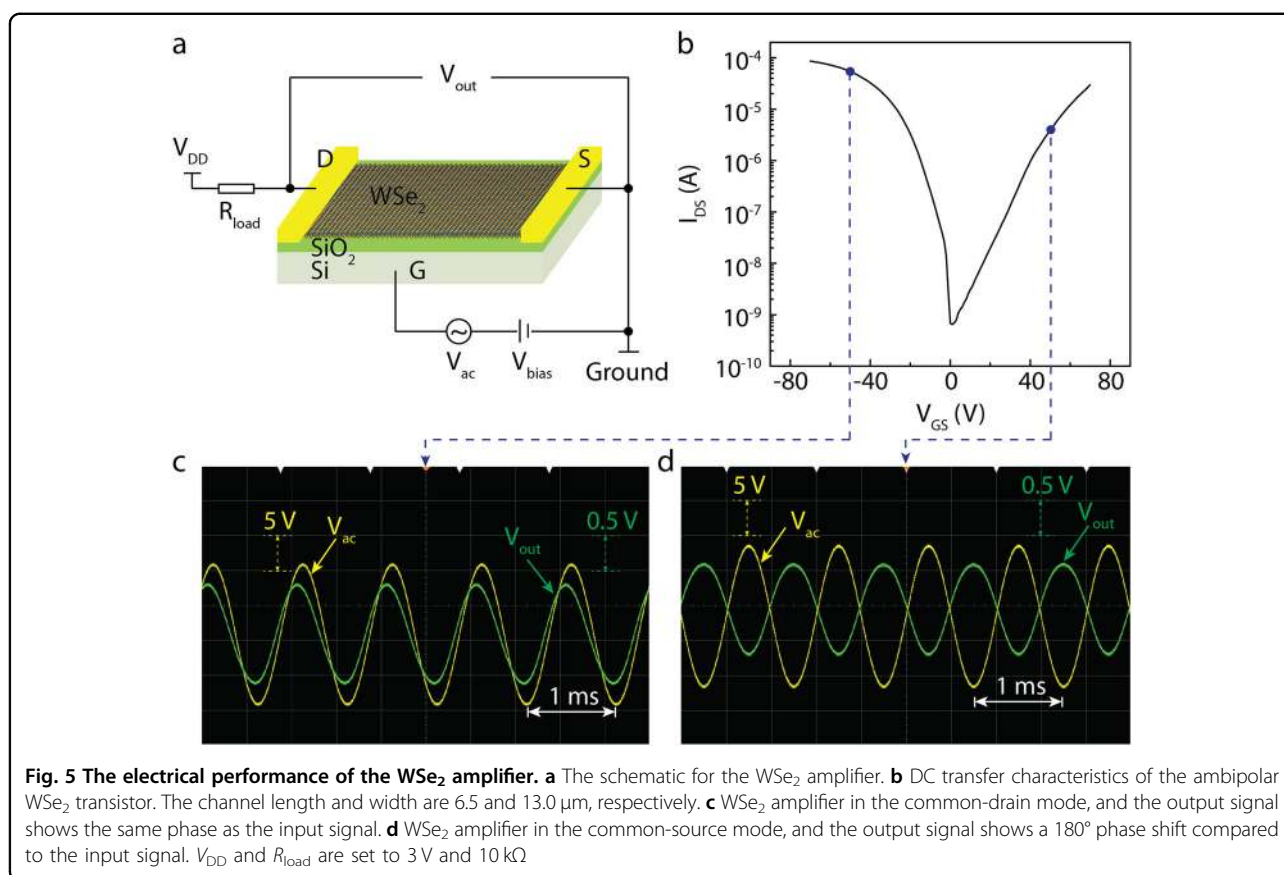 a
V_out
V_DD
D
S
R_load
WSe₂
SiO₂
Si
G
V_ac
V_bias
Ground
b
10⁻⁴
10⁻⁵
10⁻⁶
10⁻⁷
10⁻⁸
10⁻⁹
10⁻¹⁰
I_DS (A)
-80
-40
0
40
80
V_GS (V)
c
5 V
V_ac
V_out
0.5 V
1 ms
d
5 V
V_ac
0.5 V
V_out
1 ms
Fig. 5 The electrical performance of the WSe₂ amplifier. a The schematic for the WSe₂ amplifier. b DC transfer characteristics of the ambipolar
WSe₂ transistor. The channel length and width are 6.5 and 13.0 μm, respectively. c WSe₂ amplifier in the common-drain mode, and the output signal
shows the same phase as the input signal. d WSe₂ amplifier in the common-source mode, and the output signal shows a 180° phase shift compared
to the input signal. V_DD and R_load are set to 3 V and 10 kΩ